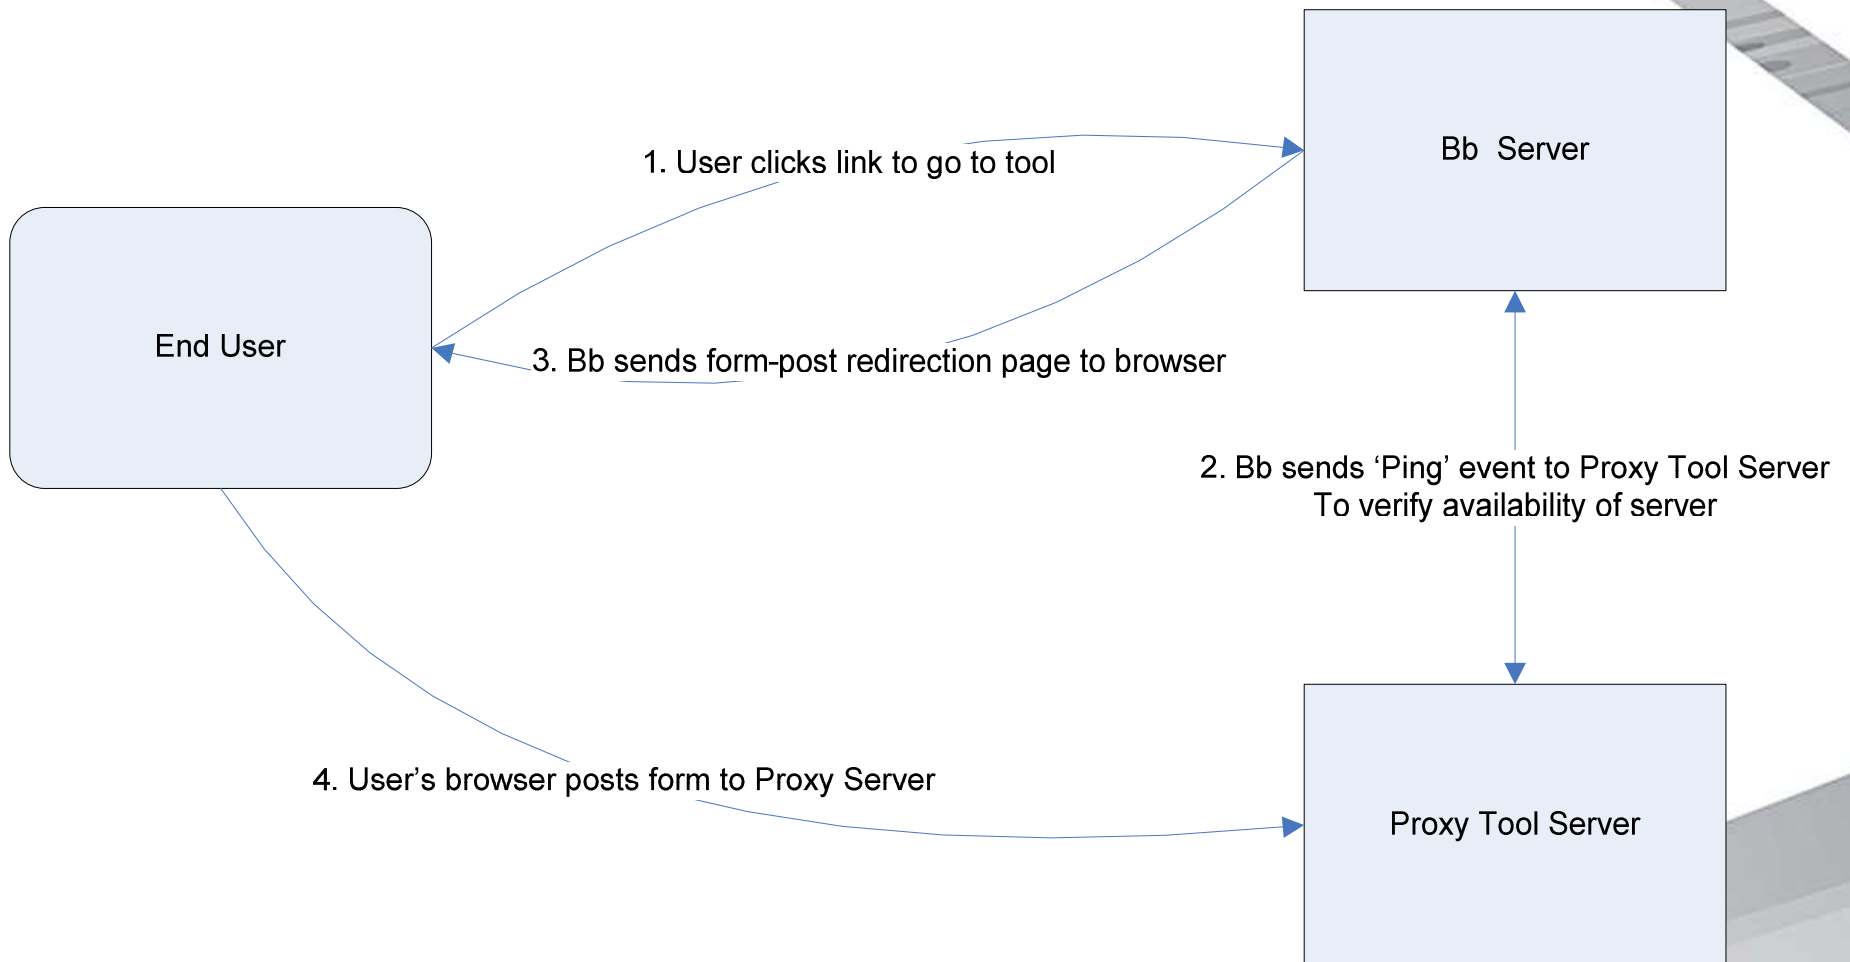 Bb  Server
1. User clicks link to go to tool
End User
3. Bb sends form-post redirection page to browser
2. Bb sends ‘Ping’ event to Proxy Tool Server
To verify availability of server
4. User’s browser posts form to Proxy Server
Proxy Tool Server